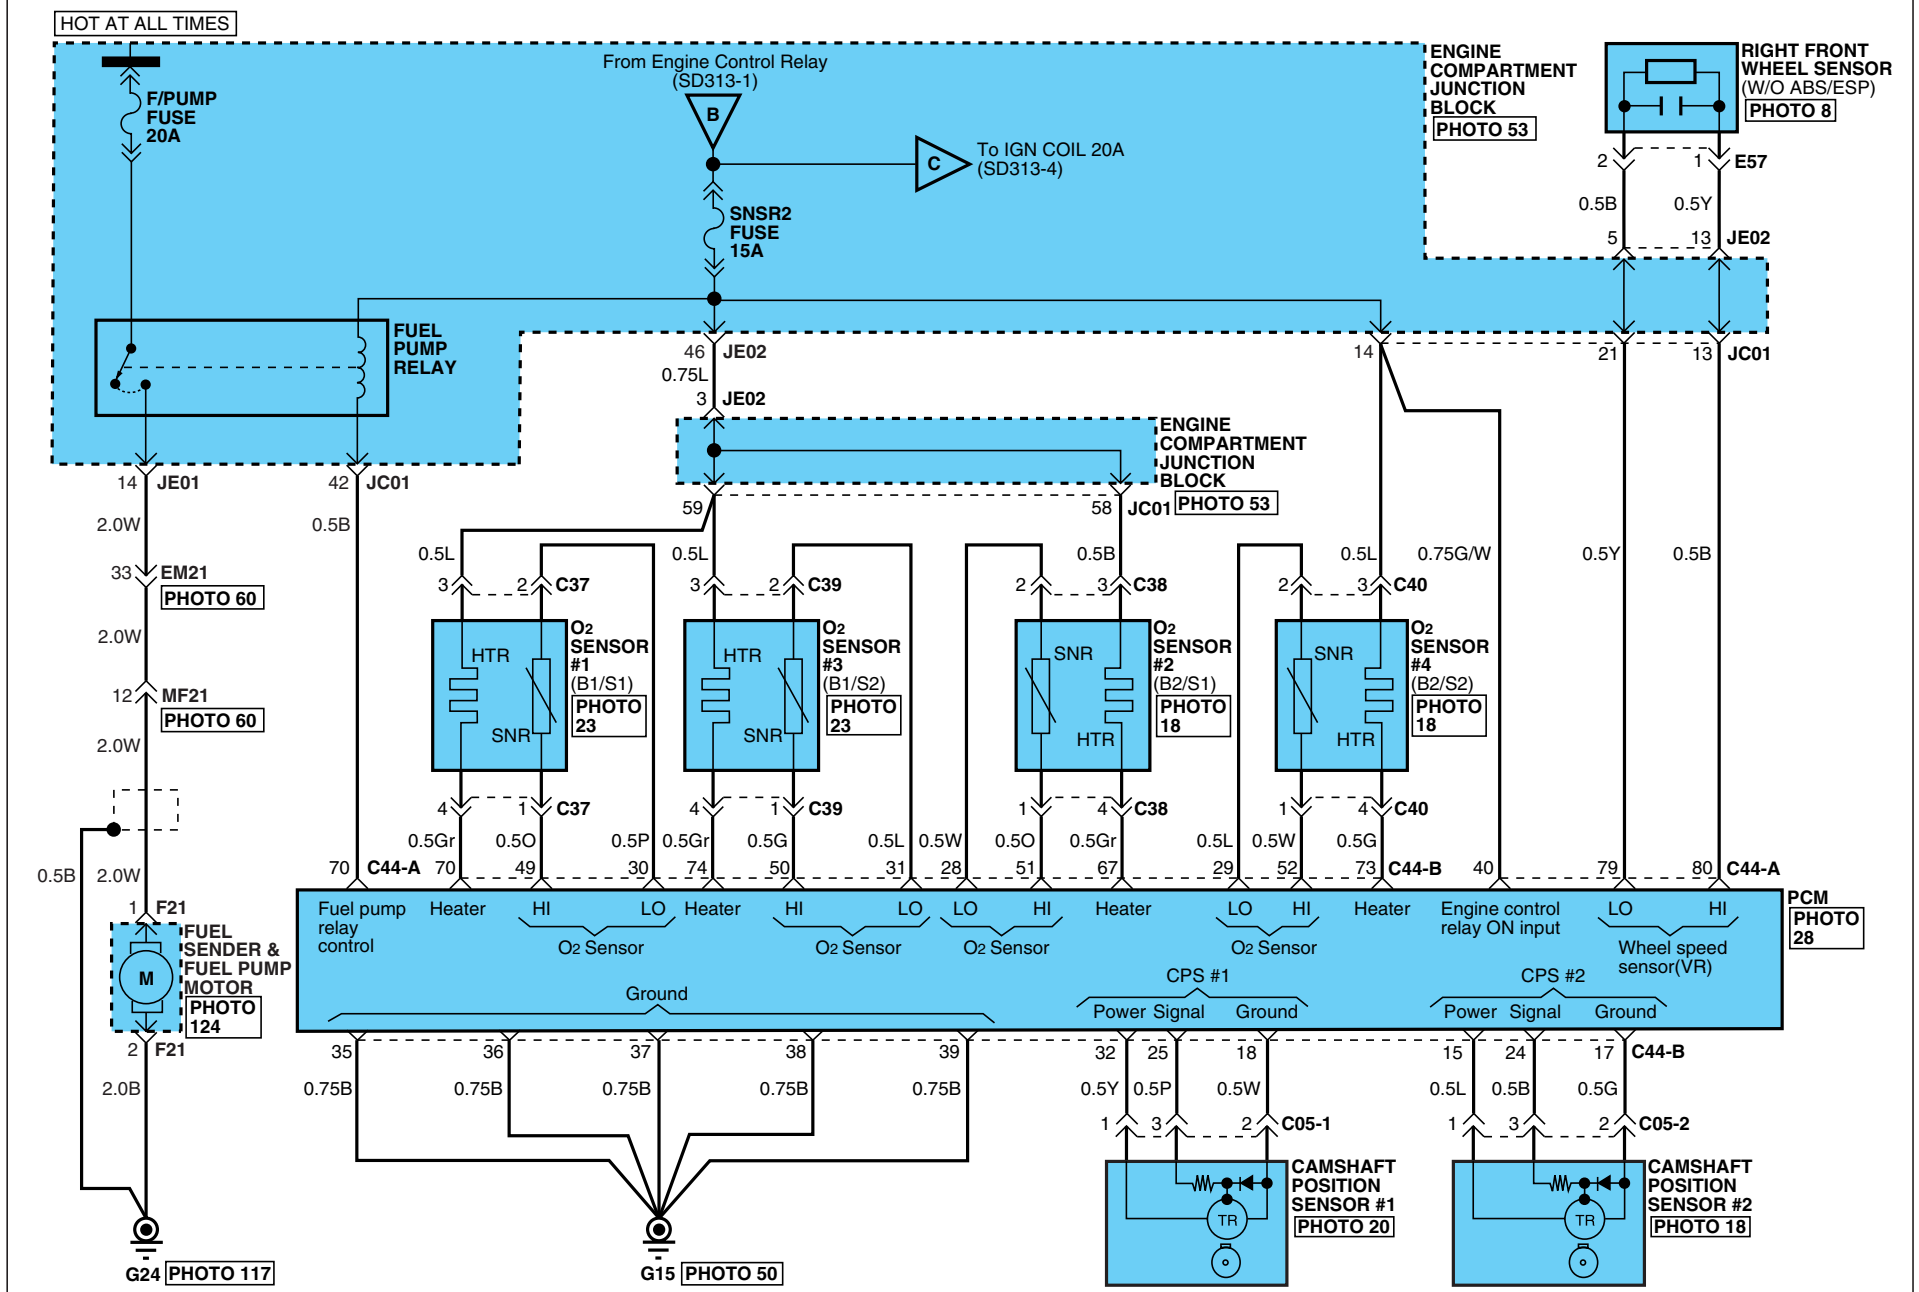 HOT AT ALL TIMES
F/PUMP
FUSE
20A
From Engine Control Relay
(SD313-1)
B
C
To IGN COIL 20A
(SD313-4)
SNSR2
FUSE
15A
ENGINE
COMPARTMENT
JUNCTION
BLOCK
PHOTO 53
RIGHT FRONT
WHEEL SENSOR
(W/O ABS/ESP)
PHOTO 8
2 1 E57
0.5B 0.5Y
5 13 JE02
FUEL
PUMP
RELAY
46 JE02
0.75L
3 JE02
14 21 13 JC01
ENGINE
COMPARTMENT
JUNCTION
BLOCK
PHOTO 53
14 JE01
42 JC01
59 58 JC01
2.0W
0.5B
33 EM21
PHOTO 60
2.0W
12 MF21
PHOTO 60
2.0W
0.5L 0.5L 0.5B 0.5L 0.75G/W 0.5Y 0.5B
3 2 C37
3 2 C39
2 3 C38
2 3 C40
HTR
SNR
O2
SENSOR
#1
(B1/S1)
PHOTO
23
HTR
SNR
O2
SENSOR
#3
(B1/S2)
PHOTO
23
SNR
HTR
O2
SENSOR
#2
(B2/S1)
PHOTO
18
SNR
HTR
O2
SENSOR
#4
(B2/S2)
PHOTO
18
4 1 C37
4 1 C39
1 4 C38
1 4 C40
0.5Gr 0.5O 0.5P 0.5Gr 0.5G 0.5L 0.5W 0.5O 0.5Gr 0.5L 0.5W 0.5G
0.5B 2.0W
70 C44-A 70 49 30 74 50 31 28 51 67 29 52 73 C44-B 40 79 80 C44-A
1 F21
FUEL
SENDER &
FUEL PUMP
MOTOR
PHOTO
124
M
2 F21
2.0B
PCM
PHOTO
28
Fuel pump
relay
control
Heater HI LO Heater HI LO LO HI Heater LO HI Heater
O2 Sensor O2 Sensor O2 Sensor O2 Sensor
Engine control
relay ON input
LO HI
Wheel speed
sensor(VR)
Ground
CPS #1
Power Signal Ground
CPS #2
Power Signal Ground
35 36 37 38 39 32 25 18 15 24 17 C44-B
0.75B 0.75B 0.75B 0.75B 0.75B 0.5Y 0.5P 0.5W 0.5L 0.5B 0.5G
1 3 2 C05-1
1 3 2 C05-2
TR
CAMSHAFT
POSITION
SENSOR #1
PHOTO 20
TR
CAMSHAFT
POSITION
SENSOR #2
PHOTO 18
G24 PHOTO 117
G15 PHOTO 50